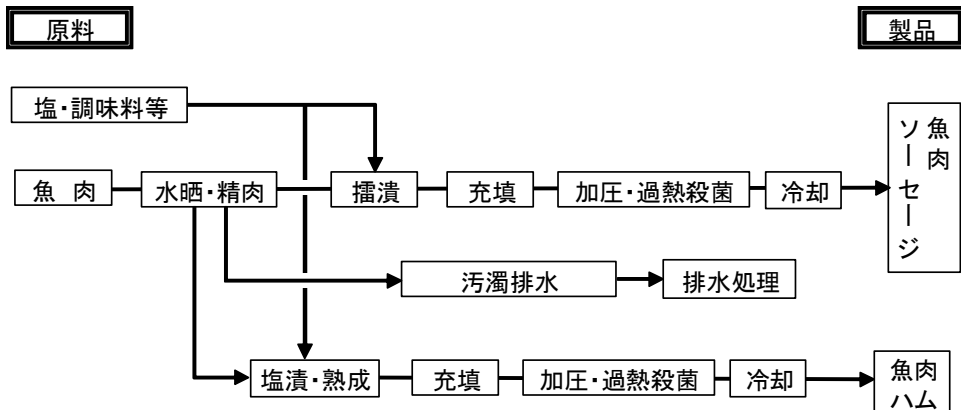 原料
製品
塩・調味料等
魚　肉
水晒・精肉
擂潰
充填
加圧・過熱殺菌
冷却
魚肉
ソーセージ
汚濁排水
排水処理
塩漬・熟成
充填
加圧・過熱殺菌
冷却
魚肉
ハム